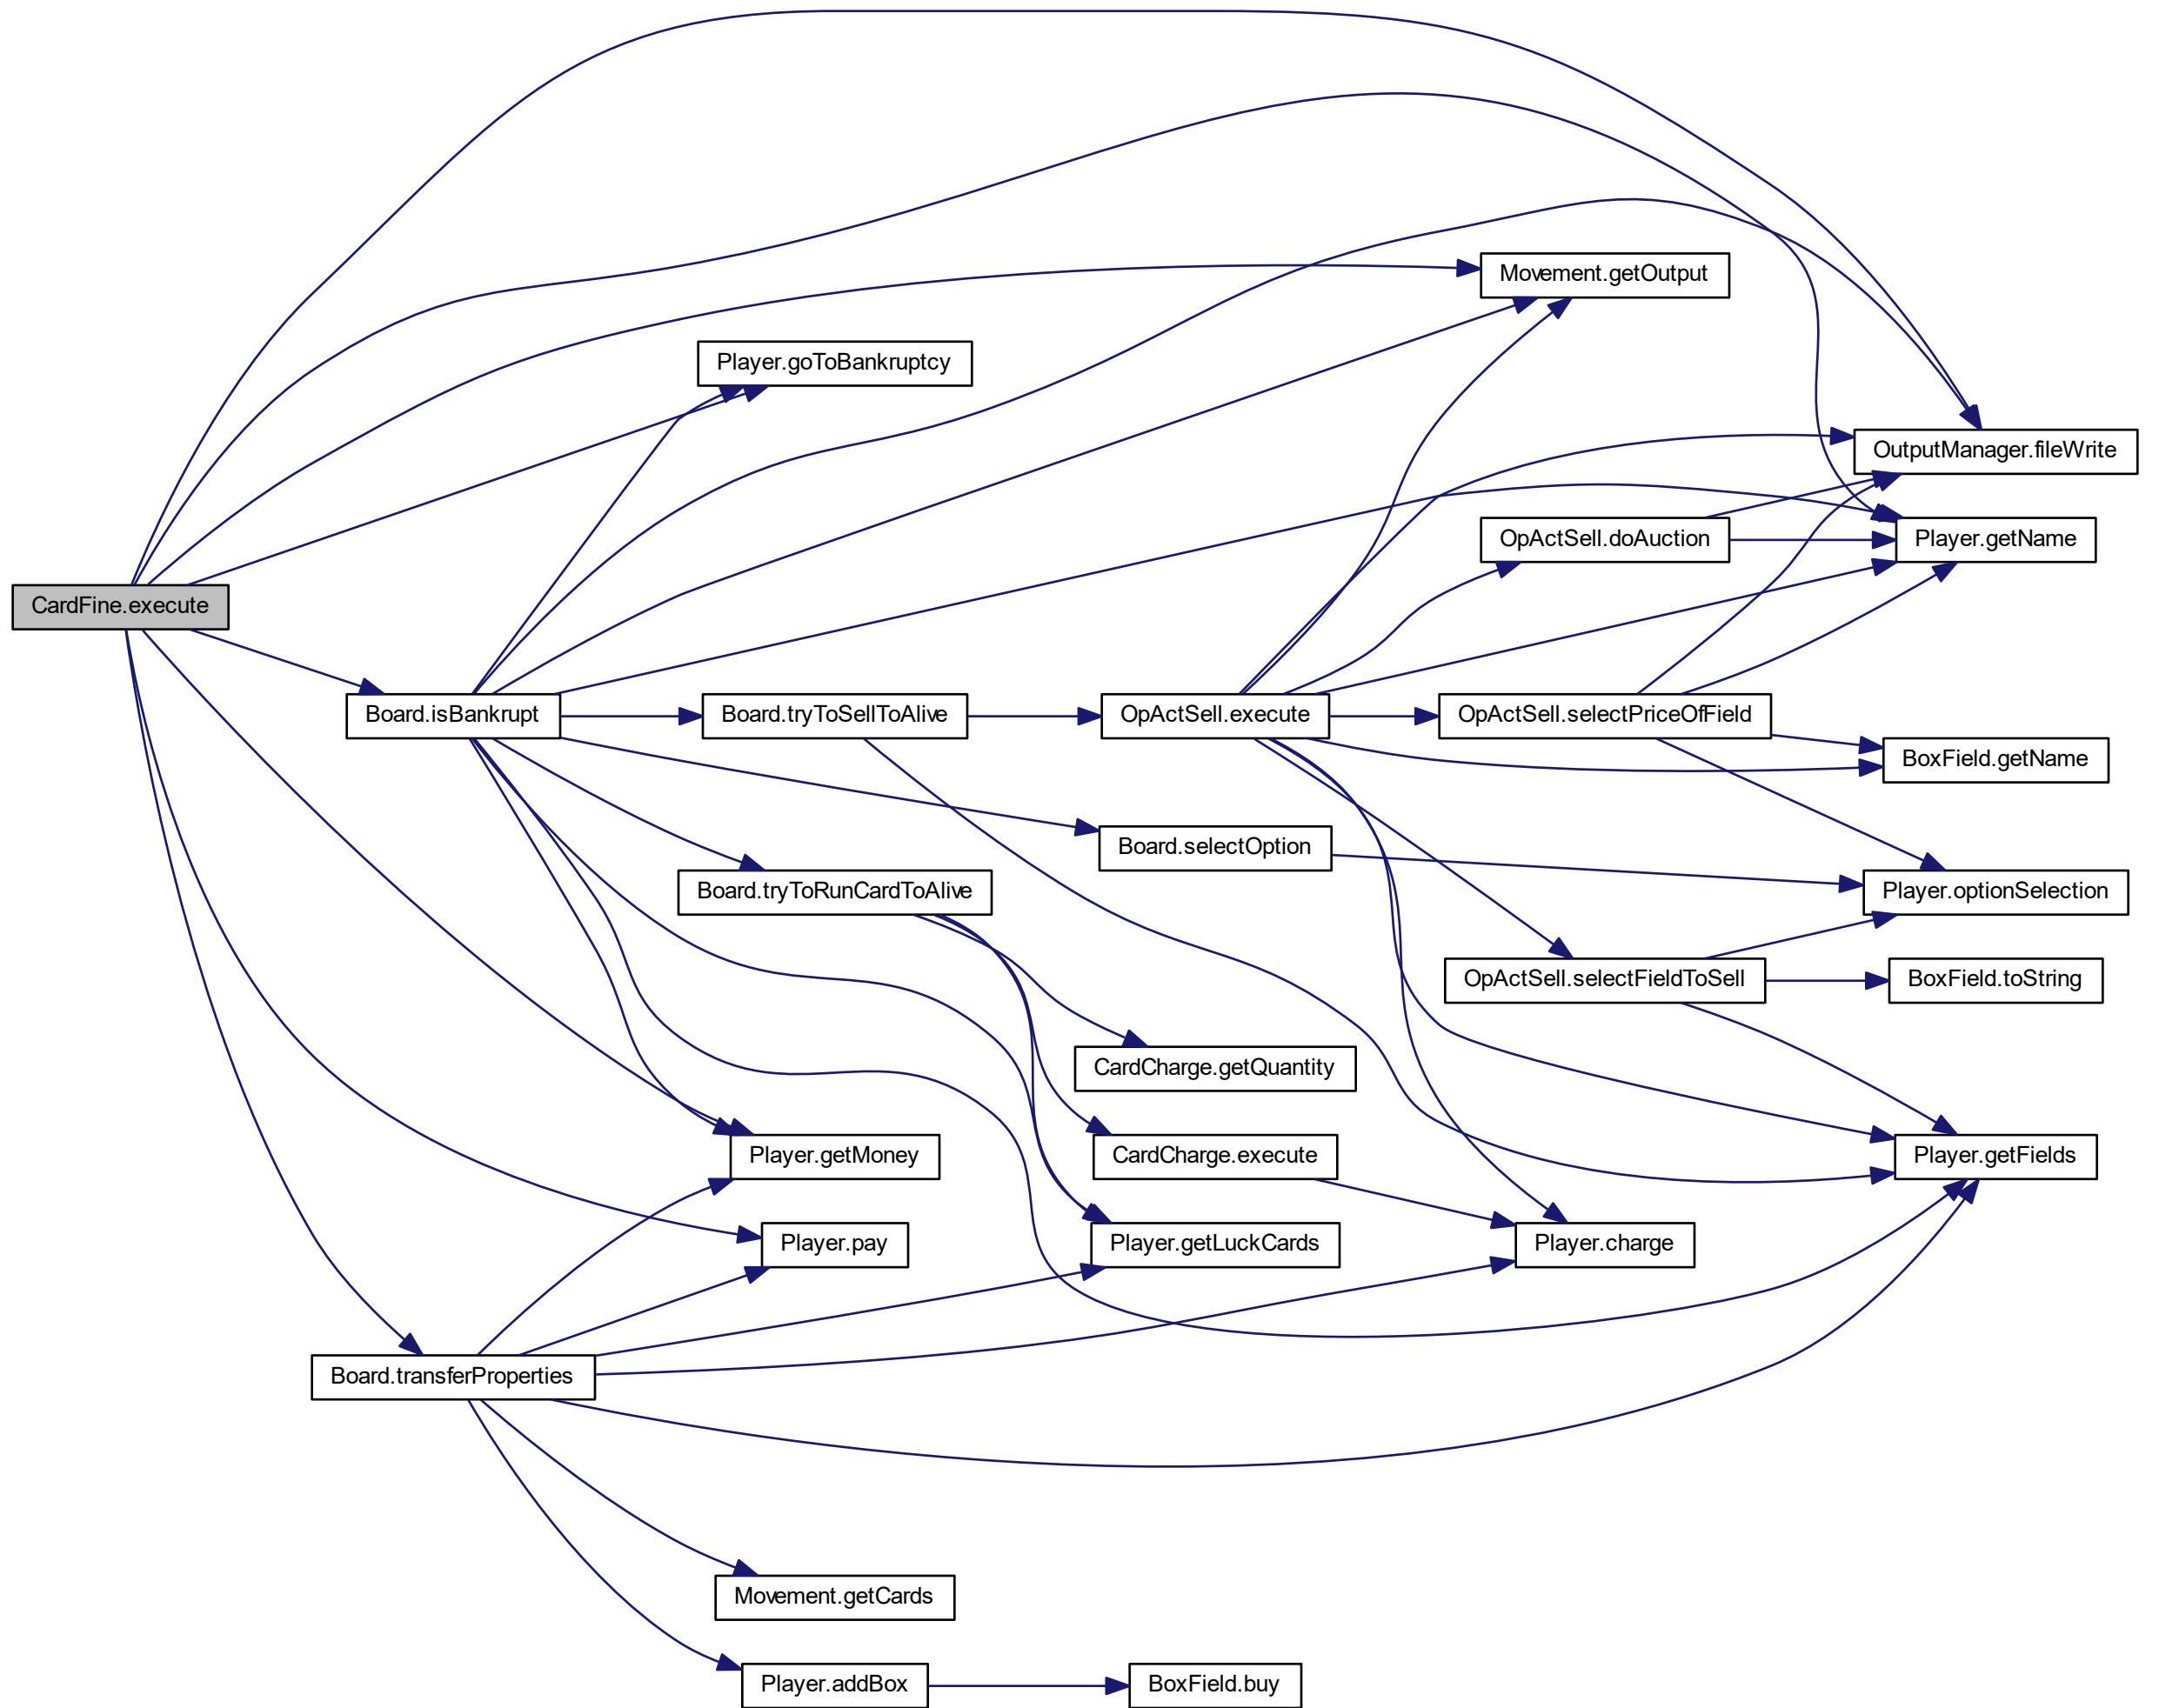 Movement.getOutput
Player.goToBankruptcy
OutputManager.fileWrite
OpActSell.doAuction
Player.getName
CardFine.execute
Board.isBankrupt
Board.tryToSellToAlive
OpActSell.execute
OpActSell.selectPriceOfField
BoxField.getName
Board.selectOption
Board.tryToRunCardToAlive
Player.optionSelection
OpActSell.selectFieldToSell
BoxField.toString
CardCharge.getQuantity
Player.getMoney
CardCharge.execute
Player.getFields
Player.pay
Player.getLuckCards
Player.charge
Board.transferProperties
Movement.getCards
Player.addBox
BoxField.buy